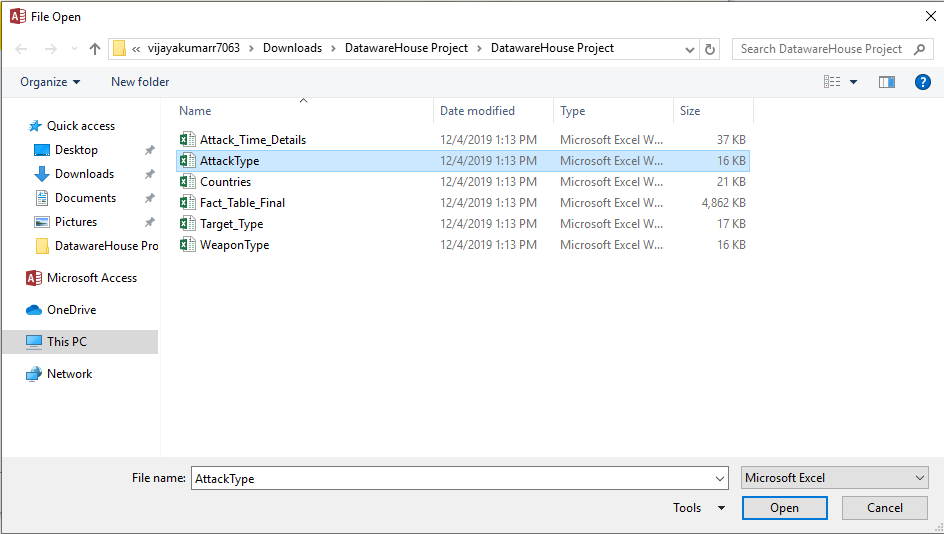 File Open
« vijayakumarr7063 › Downloads › DatawareHouse Project › DatawareHouse Project
Search DatawareHouse Project
Organize
New folder
Name Date modified Type Size
Quick access
Desktop
Downloads
Documents
Pictures
DatawareHouse Pro
Microsoft Access
OneDrive
This PC
Network
Attack_Time_Details 12/4/2019 1:13 PM Microsoft Excel W... 37 KB
AttackType 12/4/2019 1:13 PM Microsoft Excel W... 16 KB
Countries 12/4/2019 1:13 PM Microsoft Excel W... 21 KB
Fact_Table_Final 12/4/2019 1:13 PM Microsoft Excel W... 4,862 KB
Target_Type 12/4/2019 1:13 PM Microsoft Excel W... 17 KB
WeaponType 12/4/2019 1:13 PM Microsoft Excel W... 16 KB
File name: AttackType
Microsoft Excel
Tools
Open
Cancel